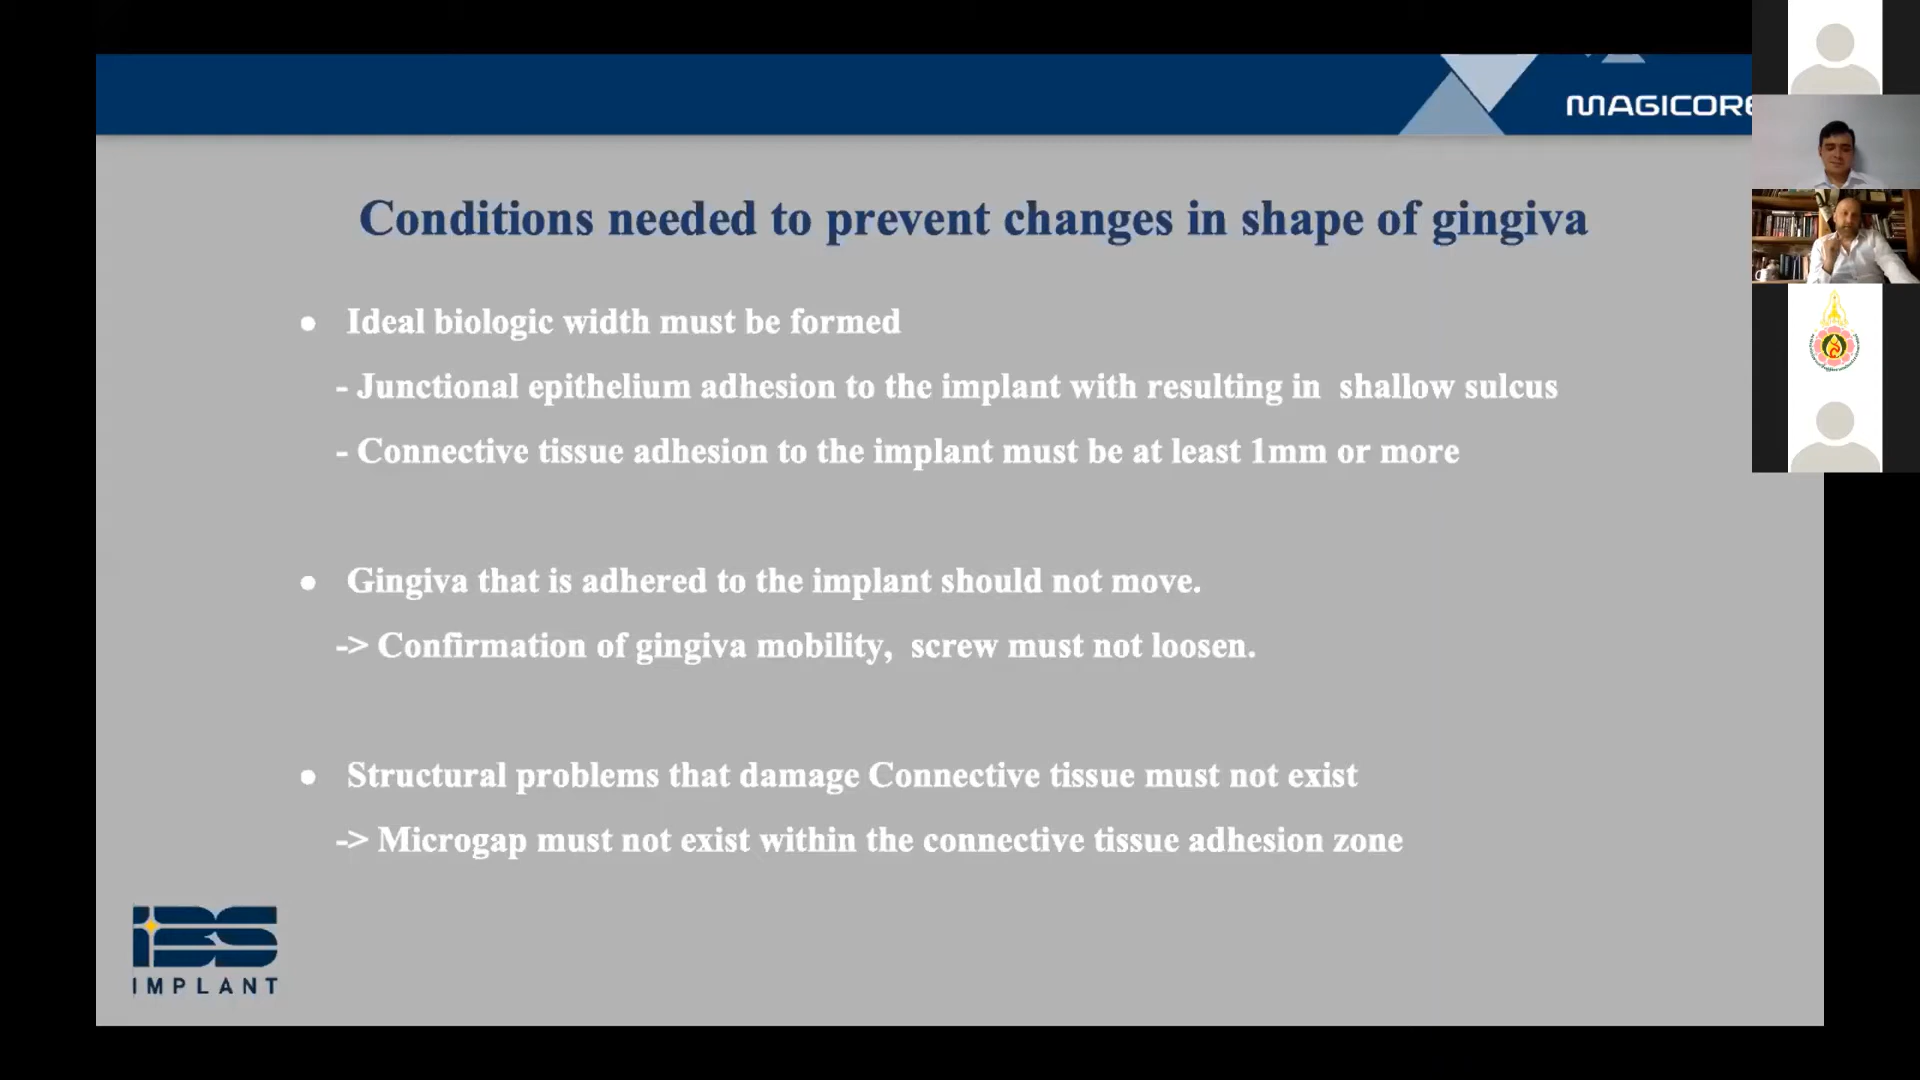 MAGICORE
Conditions needed to prevent changes in shape of gingiva
● Ideal biologic width must be formed
- Junctional epithelium adhesion to the implant with resulting in shallow sulcus
- Connective tissue adhesion to the implant must be at least 1mm or more
● Gingiva that is adhered to the implant should not move.
-> Confirmation of gingiva mobility, screw must not loosen.
● Structural problems that damage Connective tissue must not exist
-> Microgap must not exist within the connective tissue adhesion zone
IBS
IMPLANT